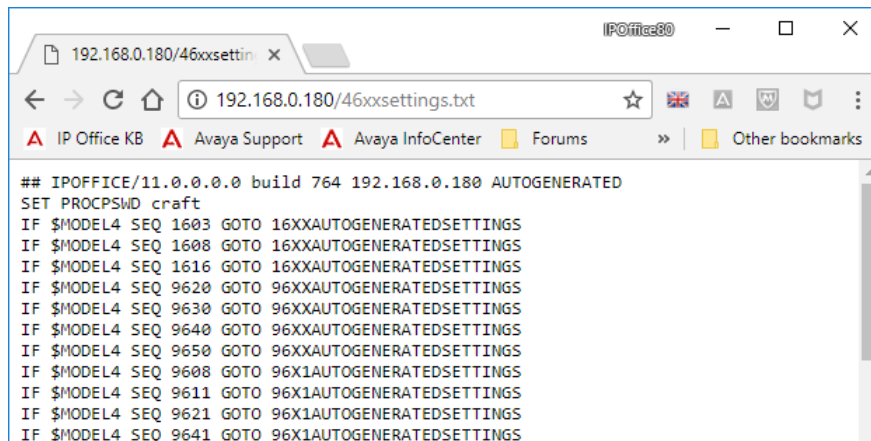 IPOffice80
192.168.0.180/46xxsettin
192.168.0.180/46xxsettings.txt
IP Office KB Avaya Support Avaya InfoCenter Forums » Other bookmarks
## IPOFFICE/11.0.0.0.0 build 764 192.168.0.180 AUTOGENERATED
SET PROCPSWD craft
IF $MODEL4 SEQ 1603 GOTO 16XXAUTOGENERATEDSETTINGS
IF $MODEL4 SEQ 1608 GOTO 16XXAUTOGENERATEDSETTINGS
IF $MODEL4 SEQ 1616 GOTO 16XXAUTOGENERATEDSETTINGS
IF $MODEL4 SEQ 9620 GOTO 96XXAUTOGENERATEDSETTINGS
IF $MODEL4 SEQ 9630 GOTO 96XXAUTOGENERATEDSETTINGS
IF $MODEL4 SEQ 9640 GOTO 96XXAUTOGENERATEDSETTINGS
IF $MODEL4 SEQ 9650 GOTO 96XXAUTOGENERATEDSETTINGS
IF $MODEL4 SEQ 9608 GOTO 96X1AUTOGENERATEDSETTINGS
IF $MODEL4 SEQ 9611 GOTO 96X1AUTOGENERATEDSETTINGS
IF $MODEL4 SEQ 9621 GOTO 96X1AUTOGENERATEDSETTINGS
IF $MODEL4 SEQ 9641 GOTO 96X1AUTOGENERATEDSETTINGS